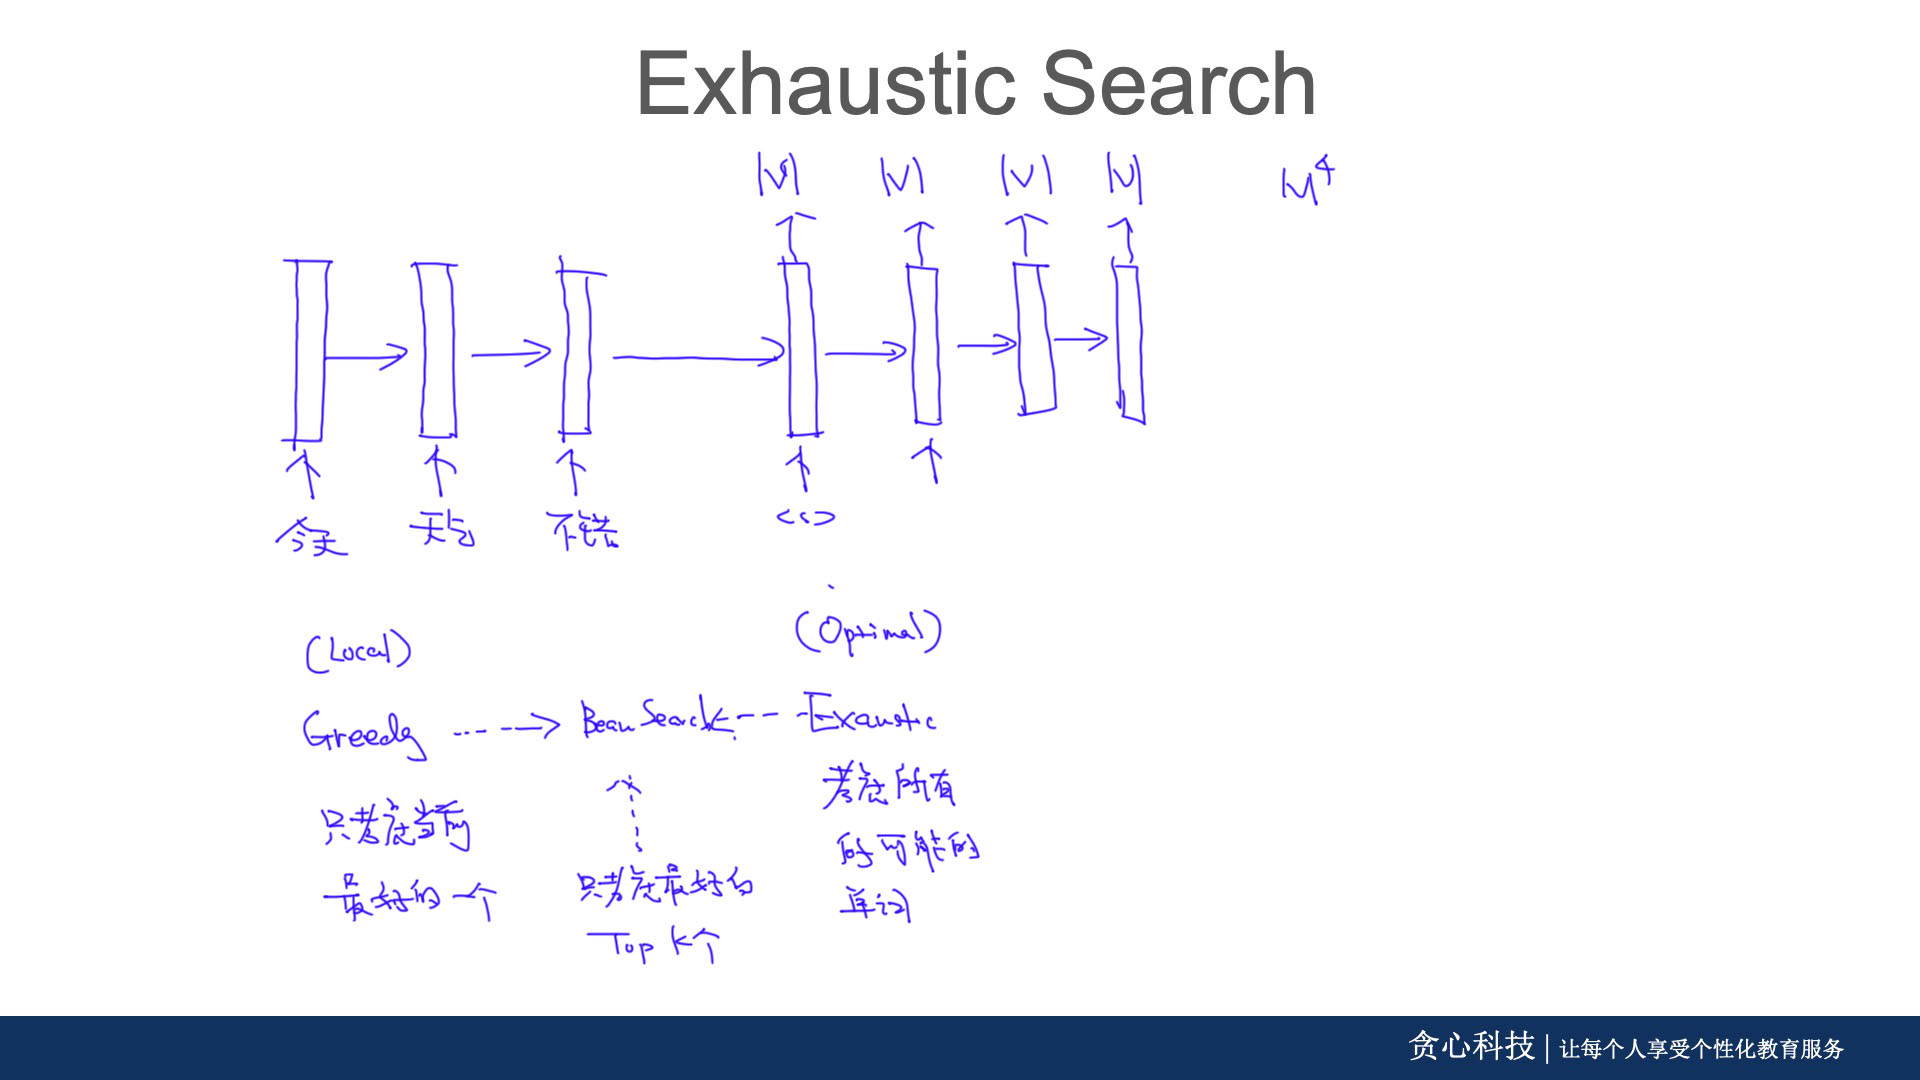 Exhaustic Search
|V| |V| |V| |V| |V|⁴
今天 天气 不错 <s>
(Local) (Optimal)
Greedy Beam Search Exaustic
只考虑当前
最好的一个
只考虑最好的
Top K个
考虑所有
的可能的
单词
贪心科技 | 让每个人享受个性化教育服务